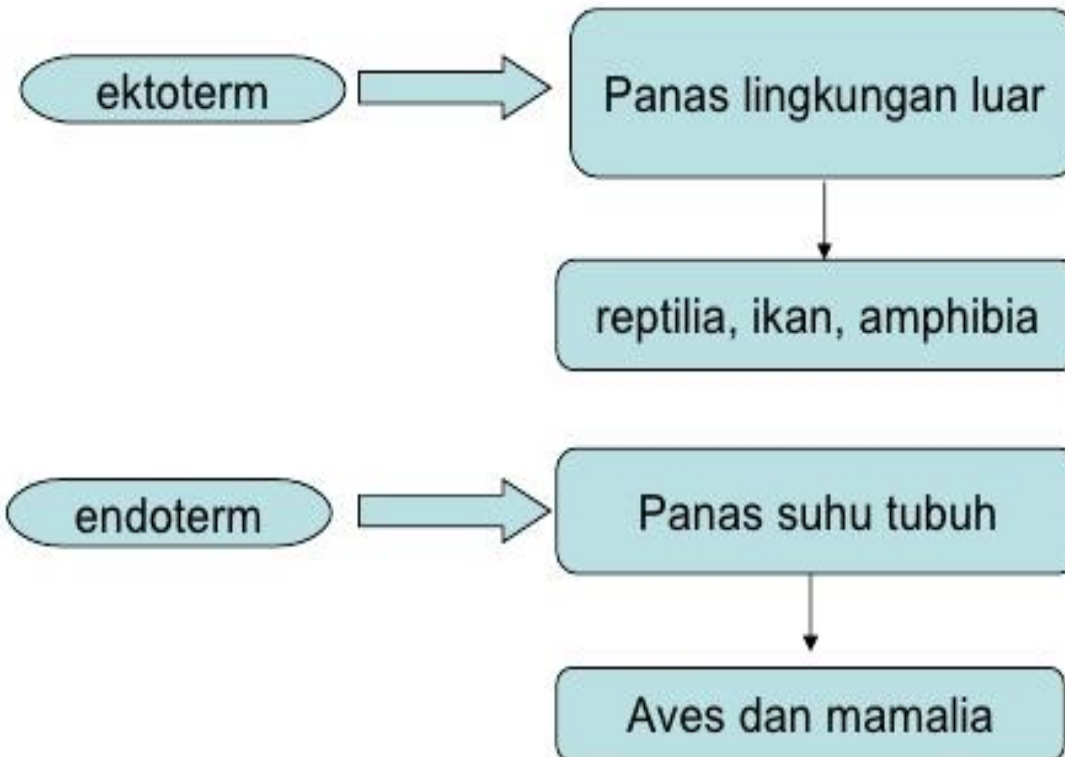 ektoterm
Panas lingkungan luar
reptilia, ikan, amphibia
endoterm
Panas suhu tubuh
Aves dan mamalia